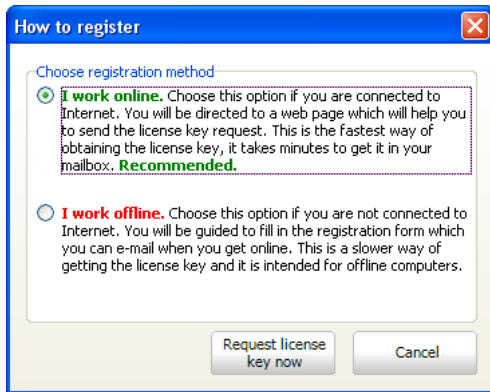 How to register
Choose registration method
I work online. Choose this option if you are connected to
Internet. You will be directed to a web page which will help you
to send the license key request. This is the fastest way of
obtaining the license key, it takes minutes to get it in your
mailbox. Recommended.
I work offline. Choose this option if you are not connected to
Internet. You will be guided to fill in the registration form which
you can e-mail when you get online. This is a slower way of
getting the license key and it is intended for offline computers.
Request license
key now
Cancel